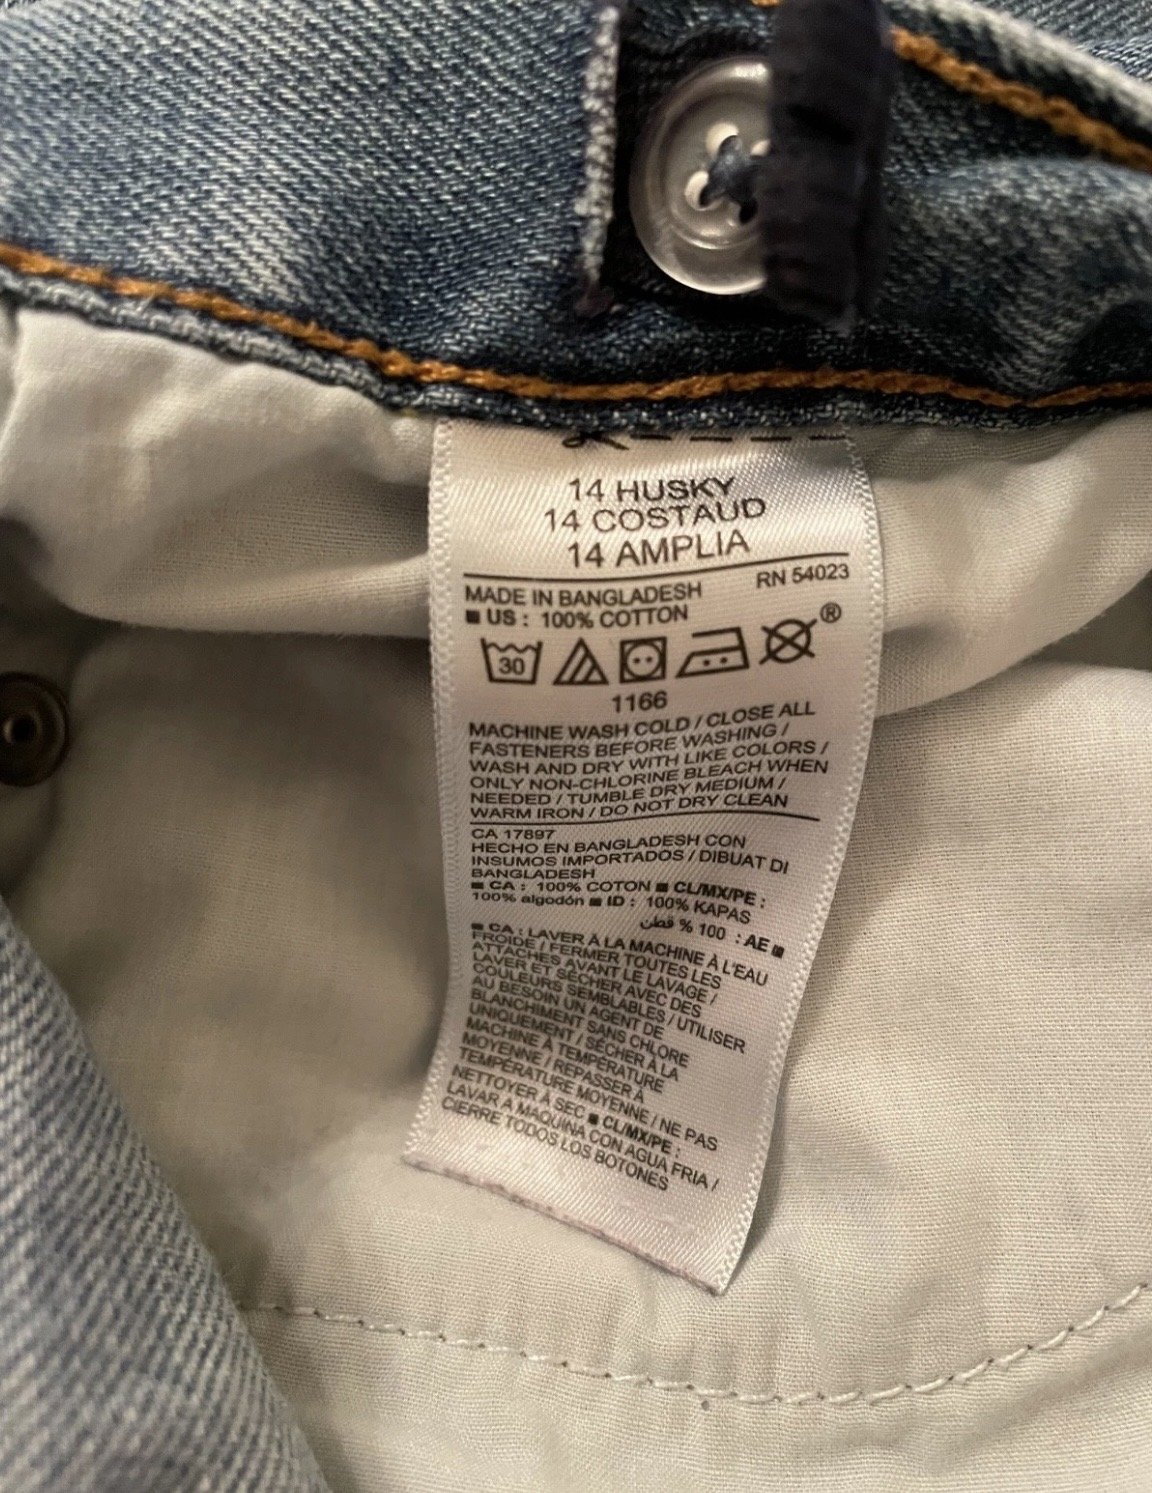 14 HUSKY
14 COSTAUD
14 AMPLIA
RN 54023
MADE IN BANGLADESH
■ US : 100% COTTON
30
®
1166
MACHINE WASH COLD / CLOSE ALL
FASTENERS BEFORE WASHING /
WASH AND DRY WITH LIKE COLORS /
ONLY NON-CHLORINE BLEACH WHEN
NEEDED / TUMBLE DRY MEDIUM /
WARM IRON / DO NOT DRY CLEAN
CA 17897
HECHO EN BANGLADESH CON
INSUMOS IMPORTADOS / DIBUAT DI
BANGLADESH
■ CA : 100% COTON ■ CL/MX/PE :
100% algodón ■ ID : 100% KAPAS
■ AE : 100 % قطن
■ CA : LAVER À LA MACHINE À L'EAU
FROIDE / FERMER TOUTES LES
ATTACHES AVANT LE LAVAGE /
LAVER ET SÉCHER AVEC DES
COULEURS SEMBLABLES / UTILISER
AU BESOIN UN AGENT DE
BLANCHIMENT SANS CHLORE
UNIQUEMENT / SÉCHER À LA
MACHINE À TEMPÉRATURE
MOYENNE / REPASSER À
TEMPÉRATURE MOYENNE / NE PAS
NETTOYER À SEC ■ CL/MX/PE :
LAVAR A MAQUINA CON AGUA FRIA /
CIERRE TODOS LOS BOTONES